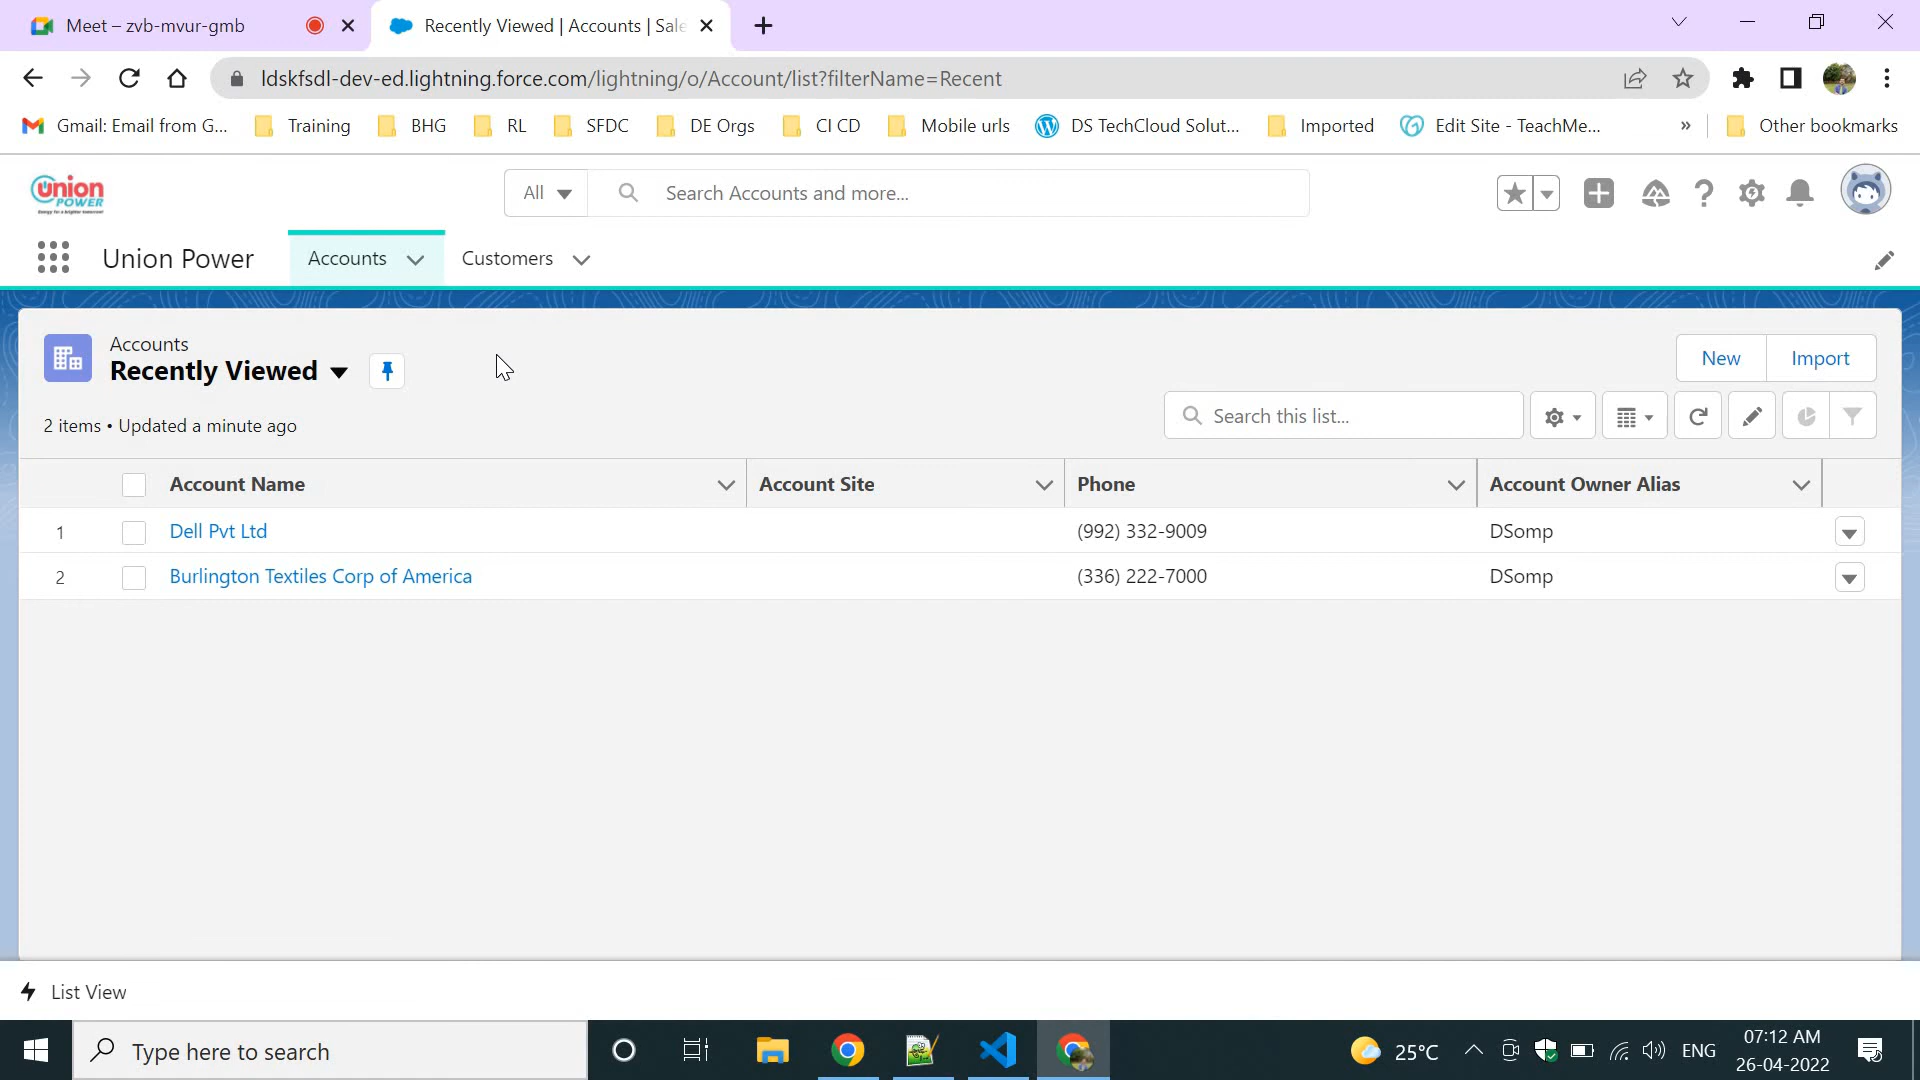 Meet – zvb-mvur-gmb
Recently Viewed | Accounts | Sale
ldskfsdl-dev-ed.lightning.force.com/lightning/o/Account/list?filterName=Recent
Gmail: Email from G... Training BHG RL SFDC DE Orgs CI CD Mobile urls DS TechCloud Solut... Imported Edit Site - TeachMe... » Other bookmarks
union
POWER
Energy for a brighter tomorrow
All Search Accounts and more...
Union Power Accounts Customers
Accounts
Recently Viewed
New Import
2 items • Updated a minute ago
Search this list...
Account Name Account Site Phone Account Owner Alias
1 Dell Pvt Ltd (992) 332-9009 DSomp
2 Burlington Textiles Corp of America (336) 222-7000 DSomp
List View
Type here to search
25°C
ENG
07:12 AM
26-04-2022